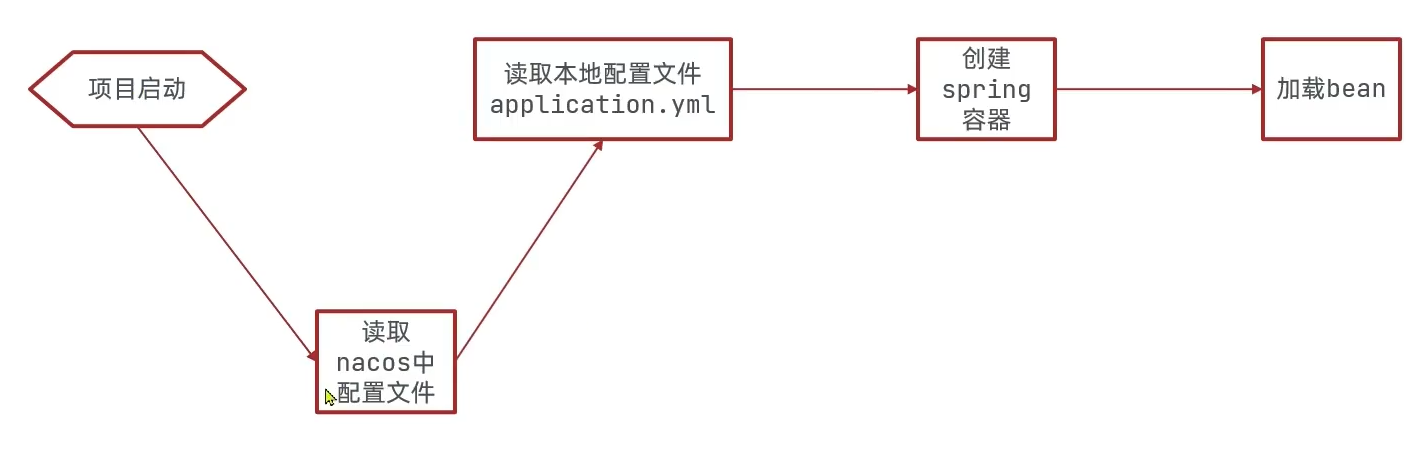 项目启动
读取
nacos中
配置文件
读取本地配置文件
application.yml
创建
spring
容器
加载bean